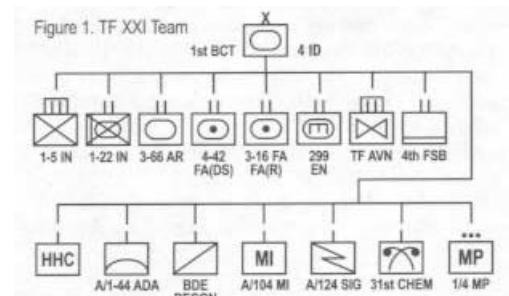 Figure 1. TF XXI Team
X
1st BCT 4 ID
1-5 IN 1-22 IN 3-66 AR 4-42 FA(DS) 3-16 FA FA(R) 299 EN TF AVN 4th FSB
HHC MI MP
A/1-44 ADA BDE RECON A/104 MI A/124 SIG 31st CHEM 1/4 MP